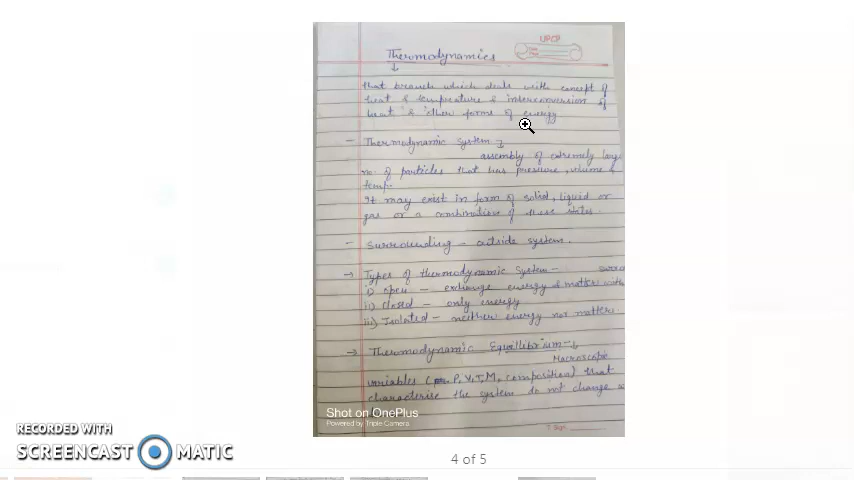 UPCP
Thermodynamics
that branch which deals with concept of
heat & temperature & interconversion of
heat & other forms of energy
- Thermodynamic System
assembly of extremely large
no. of particles that has pressure, volume &
temp.
It may exist in form of solid, liquid or
gas or a combination of these states.
- Surrounding - outside system.
→ Types of thermodynamic System -
i) open - exchange energy & matter with
ii) closed - only energy
iii) Isolated - neither energy nor matter.
→ Thermodynamic Equilibrium -
Macroscopic
variables (P, V, T, M, composition) that
characterise the system do not change
Shot on OnePlus
Powered by Triple Camera
RECORDED WITH
SCREENCAST MATIC
4 of 5